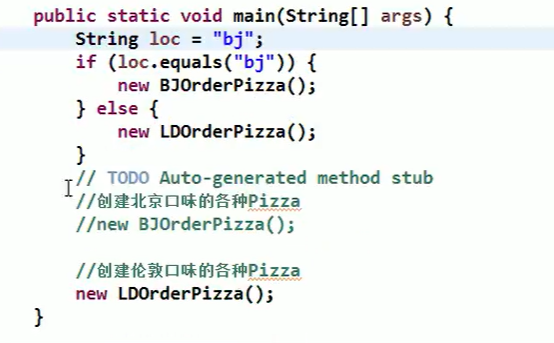 public static void main(String[] args) {
String loc = "bj";
if (loc.equals("bj")) {
new BJOrderPizza();
} else {
new LDOrderPizza();
}
// TODO Auto-generated method stub
//创建北京口味的各种Pizza
//new BJOrderPizza();
//创建伦敦口味的各种Pizza
new LDOrderPizza();
}